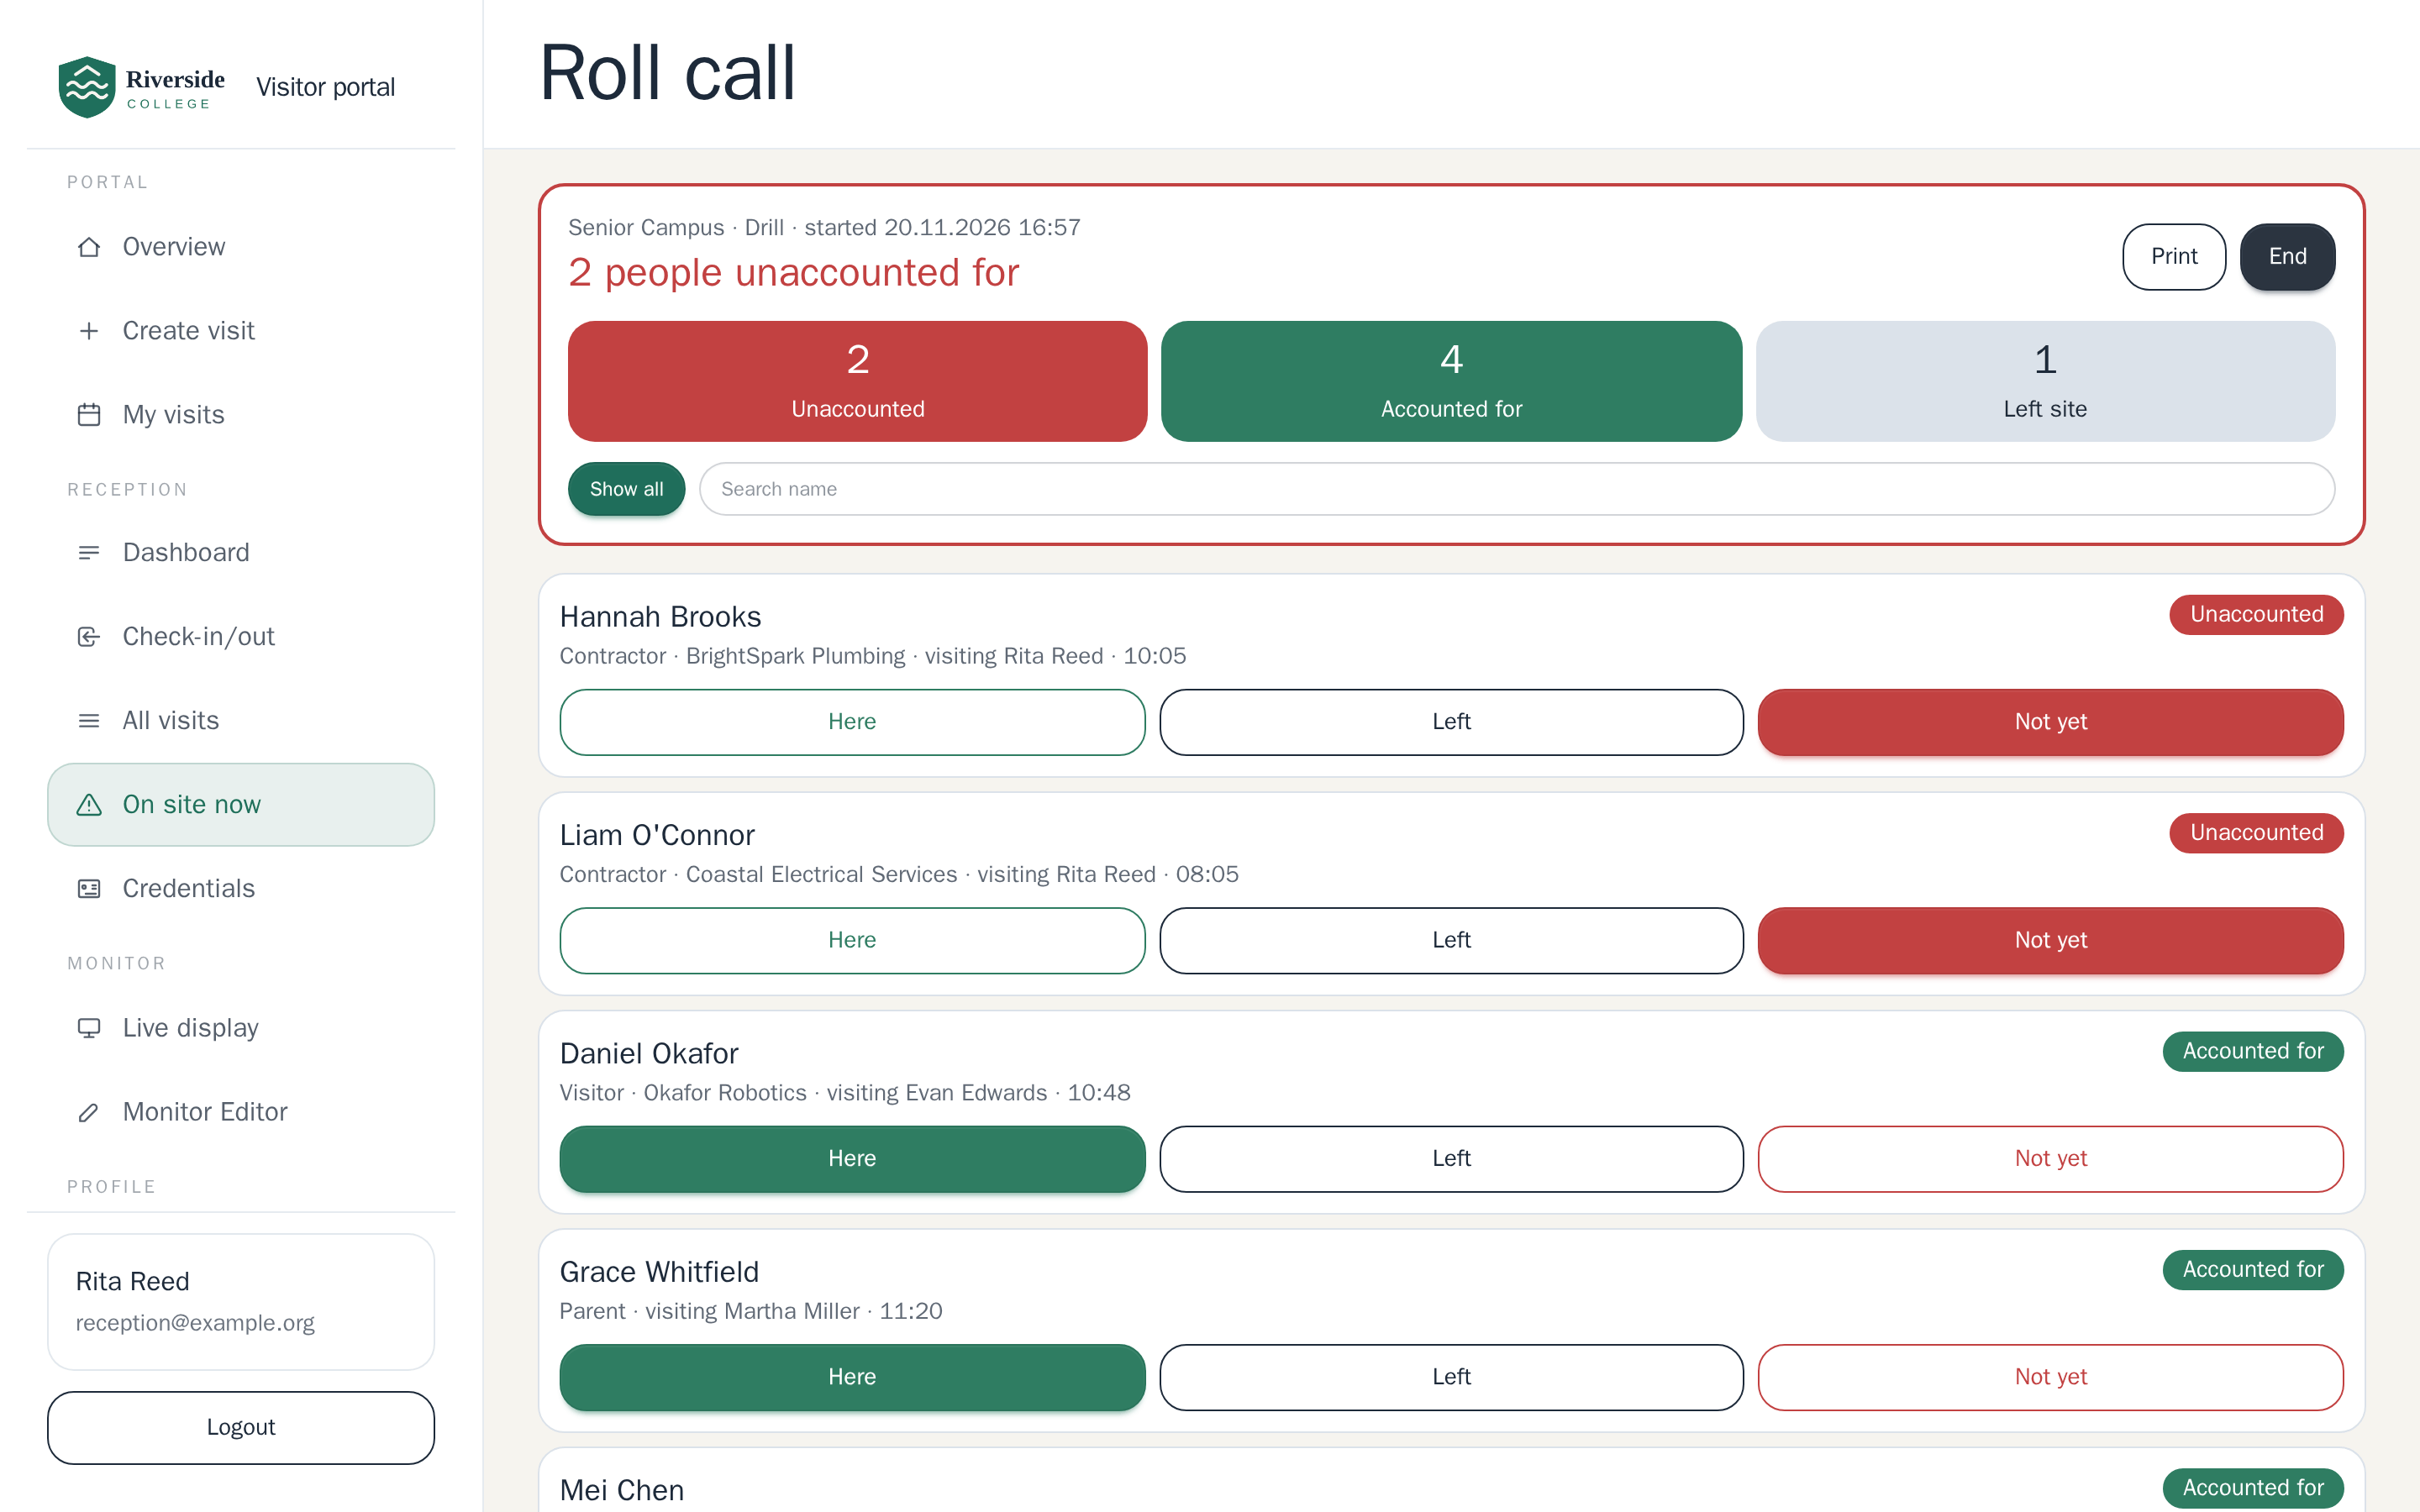 Riverside
COLLEGE
Visitor portal
PORTAL
Overview
Create visit
My visits
RECEPTION
Dashboard
Check-in/out
All visits
On site now
Credentials
MONITOR
Live display
Monitor Editor
PROFILE
Rita Reed
reception@example.org
Logout
Roll call
Senior Campus · Drill · started 20.11.2026 16:57
2 people unaccounted for
Print
End
2
Unaccounted
4
Accounted for
1
Left site
Show all
Search name
Hannah Brooks
Unaccounted
Contractor · BrightSpark Plumbing · visiting Rita Reed · 10:05
Here
Left
Not yet
Liam O'Connor
Unaccounted
Contractor · Coastal Electrical Services · visiting Rita Reed · 08:05
Here
Left
Not yet
Daniel Okafor
Accounted for
Visitor · Okafor Robotics · visiting Evan Edwards · 10:48
Here
Left
Not yet
Grace Whitfield
Accounted for
Parent · visiting Martha Miller · 11:20
Here
Left
Not yet
Mei Chen
Accounted for